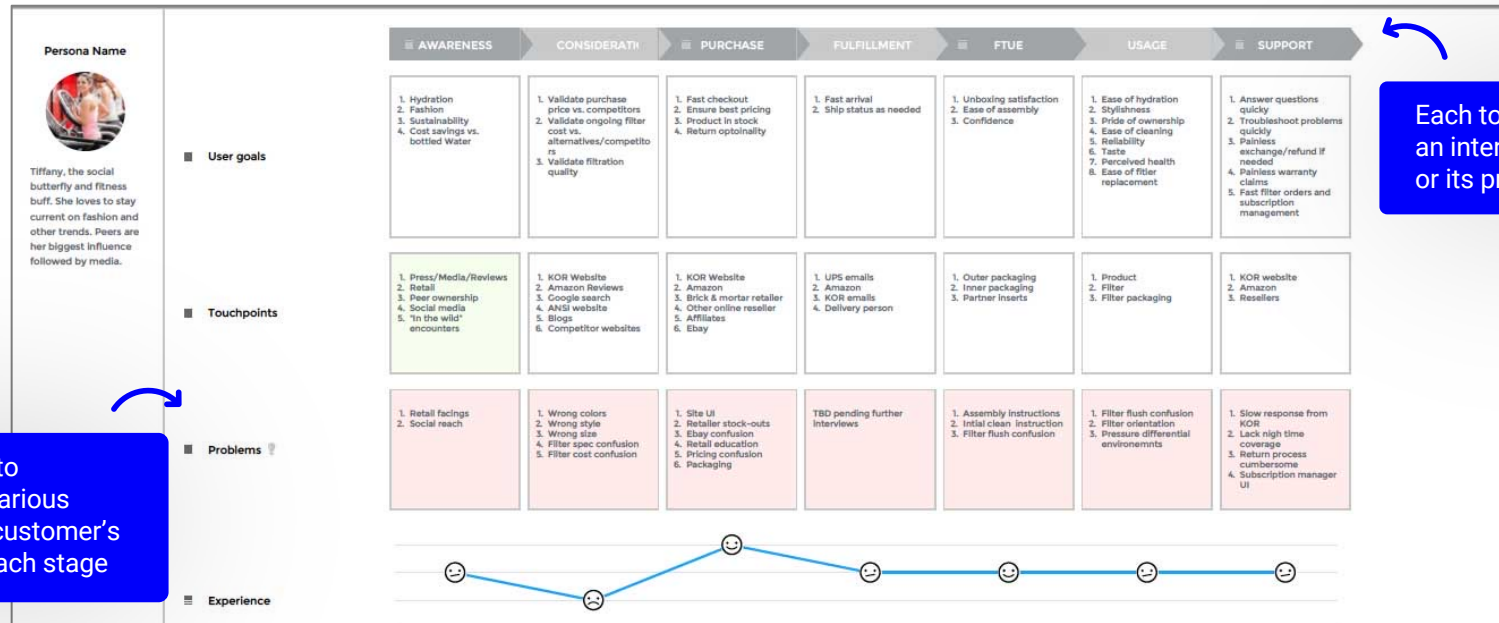 Persona Name
Tiffany, the social
butterfly and fitness
buff. She loves to stay
current on fashion and
other trends. Peers are
her biggest influence
followed by media.
AWARENESS
CONSIDERATI
PURCHASE
FULFILLMENT
FTUE
USAGE
SUPPORT
User goals
1. Hydration
2. Fashion
3. Sustainability
4. Cost savings vs.
bottled Water
1. Validate purchase
price vs. competitors
2. Validate ongoing filter
cost vs.
alternatives/competito
rs
3. Validate filtration
quality
1. Fast checkout
2. Ensure best pricing
3. Product in stock
4. Return optoinality
1. Fast arrival
2. Ship status as needed
1. Unboxing satisfaction
2. Ease of assembly
3. Confidence
1. Ease of hydration
2. Stylishness
3. Pride of ownership
4. Ease of cleaning
5. Reliability
6. Taste
7. Perceived health
8. Ease of fitler
replacement
1. Answer questions
quicky
2. Troubleshoot problems
quickly
3. Painless
exchange/refund if
needed
4. Painless warranty
claims
5. Fast filter orders and
subscription
management
Touchpoints
1. Press/Media/Reviews
2. Retail
3. Peer ownership
4. Social media
5. "In the wild"
encounters
1. KOR Website
2. Amazon Reviews
3. Google search
4. ANSI website
5. Blogs
6. Competitor websites
1. KOR Website
2. Amazon
3. Brick & mortar retailer
4. Other online reseller
5. Affiliates
6. Ebay
1. UPS emails
2. Amazon
3. KOR emails
4. Delivery person
1. Outer packaging
2. Inner packaging
3. Partner inserts
1. Product
2. Filter
3. Filter packaging
1. KOR website
2. Amazon
3. Resellers
Problems
1. Retail facings
2. Social reach
1. Wrong colors
2. Wrong style
3. Wrong size
4. Filter spec confusion
5. Filter cost confusion
1. Site UI
2. Retailer stock-outs
3. Ebay confusion
4. Retail education
5. Pricing confusion
6. Packaging
TBD pending further
interviews
1. Assembly instructions
2. Intial clean instruction
3. Filter flush confusion
1. Filter flush confusion
2. Filter orientation
3. Pressure differential
environemnts
1. Slow response from
KOR
2. Lack nigh time
coverage
3. Return process
cumbersome
4. Subscription manager
UI
Experience
Each to
an inter
or its pr
to
arious
customer's
ach stage